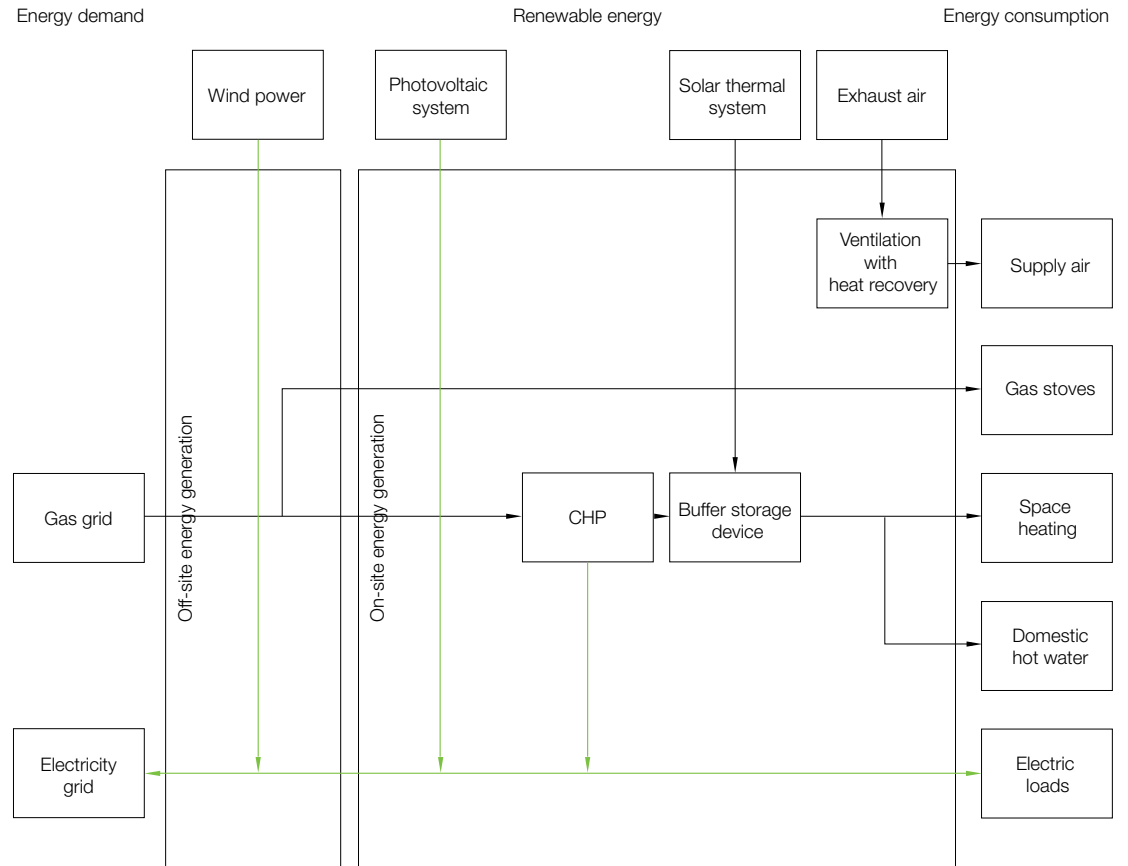 Energy demand
Renewable energy
Energy consumption
Wind power
Photovoltaic
system
Solar thermal
system
Exhaust air
Ventilation
with
heat recovery
Supply air
Gas stoves
Off-site energy generation
On-site energy generation
Gas grid
CHP
Buffer storage
device
Space
heating
Domestic
hot water
Electricity
grid
Electric
loads